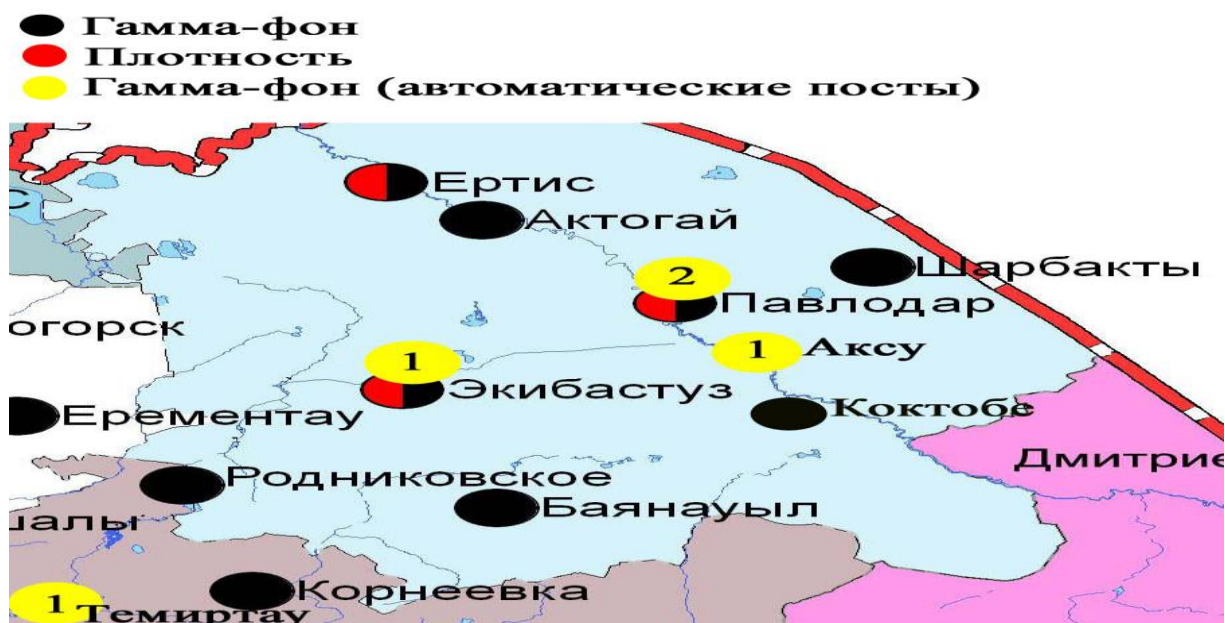 Гамма-фон
Плотность
Гамма-фон (автоматические посты)
Ертис
С
Актогай
Шарбакты
2
Павлодар
огорск
1
1
Аксу
Экибастуз
Ерементау
Коктобе
Дмитрие
Родниковское
Баянауыл
шалы
Корнеевка
1
Темиртау